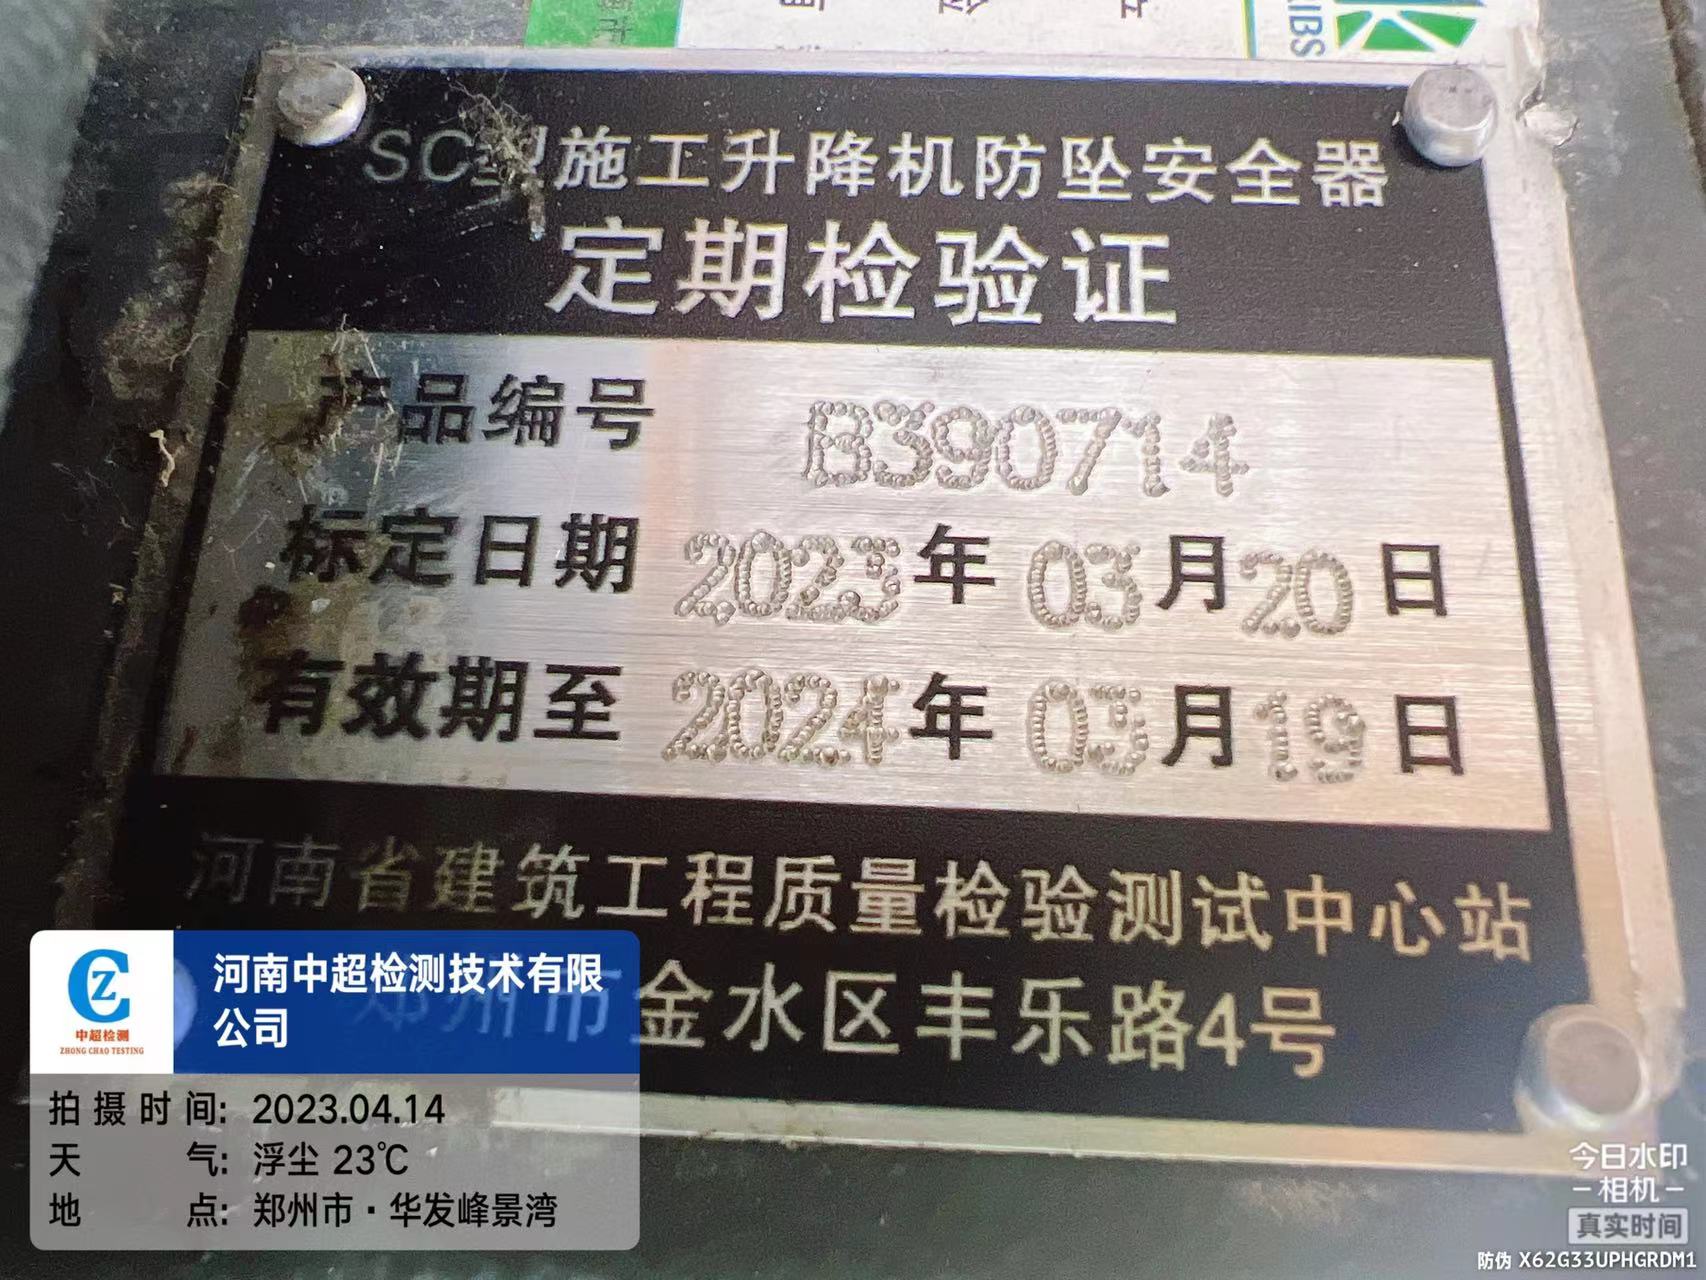 SC型施工升降机防坠安全器
定期检验证
产品编号 B390714
标定日期 2023年03月20日
有效期至 2024年03月19日
河南省建筑工程质量检验测试中心站
郑州市金水区丰乐路4号
CZ
中超检测
ZHONG CHAO TESTING
河南中超检测技术有限
公司
拍摄时间: 2023.04.14
天气: 浮尘 23℃
地点: 郑州市·华发峰景湾
今日水印
-相机-
真实时间
防伪 X62G33UPHGRDM1
IBS